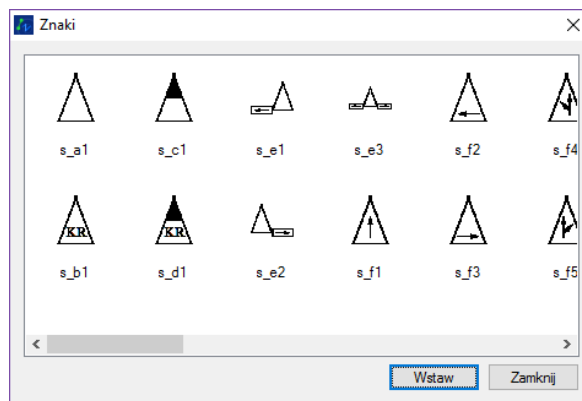 Znaki
s_a1 s_c1 s_e1 s_e3 s_f2 s_f4
KR KR
s_b1 s_d1 s_e2 s_f1 s_f3 s_f5
Wstaw Zamknij